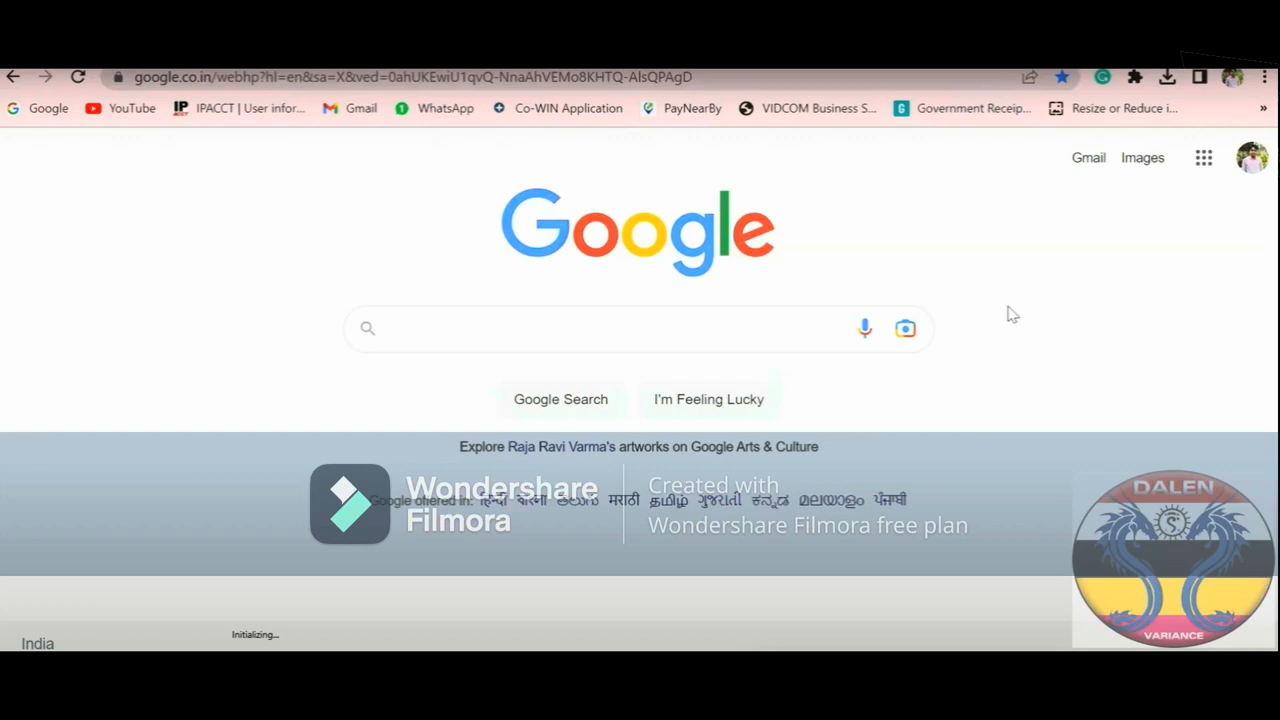 google.co.in/webhp?hl=en&sa=X&ved=0ahUKEwiU1qvQ-NnaAhVEMo8KHTQ-AlsQPAgD
Google YouTube IPACCT | User infor... Gmail WhatsApp Co-WIN Application PayNearBy VIDCOM Business S... Government Receip... Resize or Reduce i... »
Gmail Images
Google
Google Search I'm Feeling Lucky
Explore Raja Ravi Varma's artworks on Google Arts & Culture
Google offered in: हिन्दी বাংলা తెలుగు मराठी தமிழ் ગુજરાતી ಕನ್ನಡ മലയാളം ਪੰਜਾਬੀ
Wondershare
Filmora
Created with
Wondershare Filmora free plan
DALEN
VARIANCE
Initializing...
India